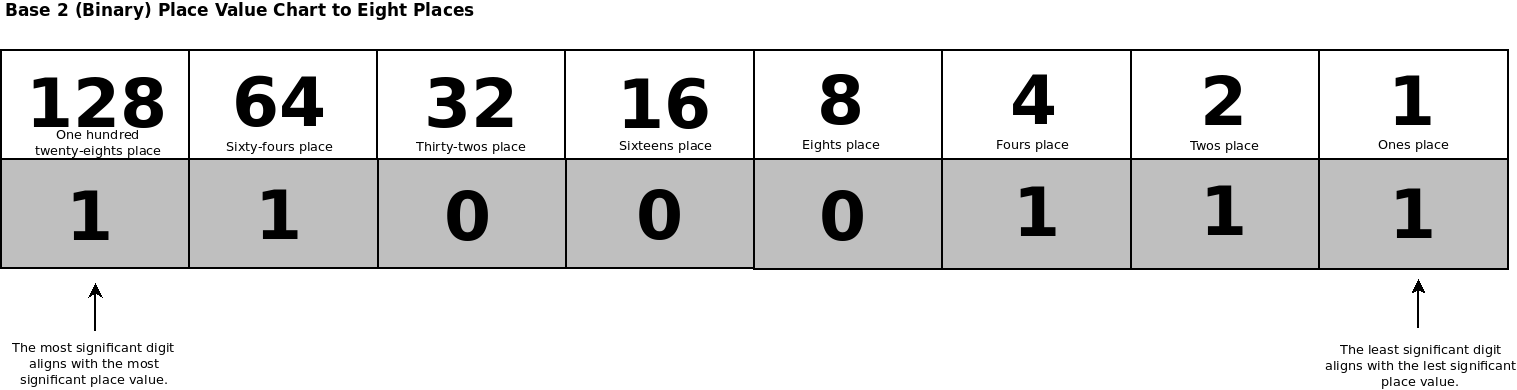 Base 2 (Binary) Place Value Chart to Eight Places
128 64 32 16 8 4 2 1
One hundred
twenty-eights place Sixty-fours place Thirty-twos place Sixteens place Eights place Fours place Twos place Ones place
1 1 0 0 0 1 1 1
The most significant digit
aligns with the most
significant place value.
The least significant digit
aligns with the lest significant
place value.